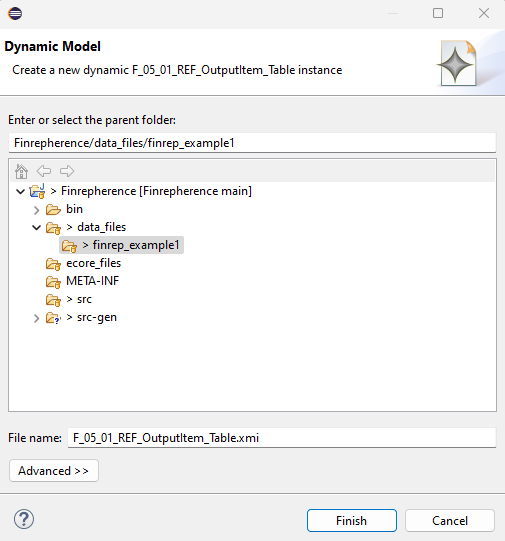 Dynamic Model
Create a new dynamic F_05_01_REF_OutputItem_Table instance
Enter or select the parent folder:
Finrepherence/data_files/finrep_example1
> Finrepherence [Finrepherence main]
bin
> data_files
> finrep_example1
ecore_files
META-INF
> src
> src-gen
File name: F_05_01_REF_OutputItem_Table.xmi
Advanced >>
? Finish Cancel